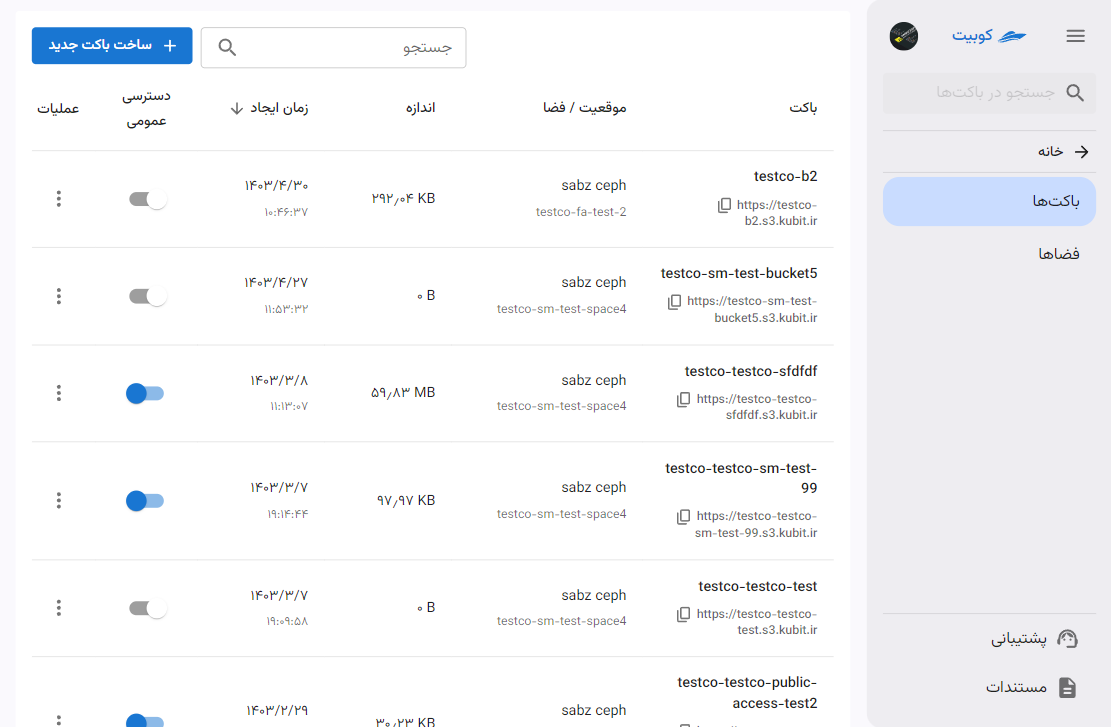 کوبیت
جستجو در باکت‌ها
خانه
باکت‌ها
فضاها
پشتیبانی
مستندات
جستجو
ساخت باکت جدید
باکت
موقعیت / فضا
اندازه
زمان ایجاد
دسترسی
عمومی
عملیات
testco-b2
https://testco-
b2.s3.kubit.ir
sabz ceph
testco-fa-test-2
۲۹۲٫۰۴ KB
۱۴۰۳/۴/۳۰
۱۰:۴۶:۳۷
testco-sm-test-bucket5
https://testco-sm-test-
bucket5.s3.kubit.ir
sabz ceph
testco-sm-test-space4
۰ B
۱۴۰۳/۴/۲۷
۱۱:۵۳:۳۲
testco-testco-sfdfdf
https://testco-testco-
sfdfdf.s3.kubit.ir
sabz ceph
testco-sm-test-space4
۵۹٫۸۳ MB
۱۴۰۳/۳/۸
۱۱:۱۳:۰۷
testco-testco-sm-test-
99
https://testco-testco-
sm-test-99.s3.kubit.ir
sabz ceph
testco-sm-test-space4
۹۷٫۹۷ KB
۱۴۰۳/۳/۷
۱۹:۱۴:۴۴
testco-testco-test
https://testco-testco-
test.s3.kubit.ir
sabz ceph
testco-sm-test-space4
۰ B
۱۴۰۳/۳/۷
۱۹:۰۹:۵۸
testco-testco-public-
access-test2
sabz ceph
۳۰٫۲۳ KB
۱۴۰۳/۲/۲۹